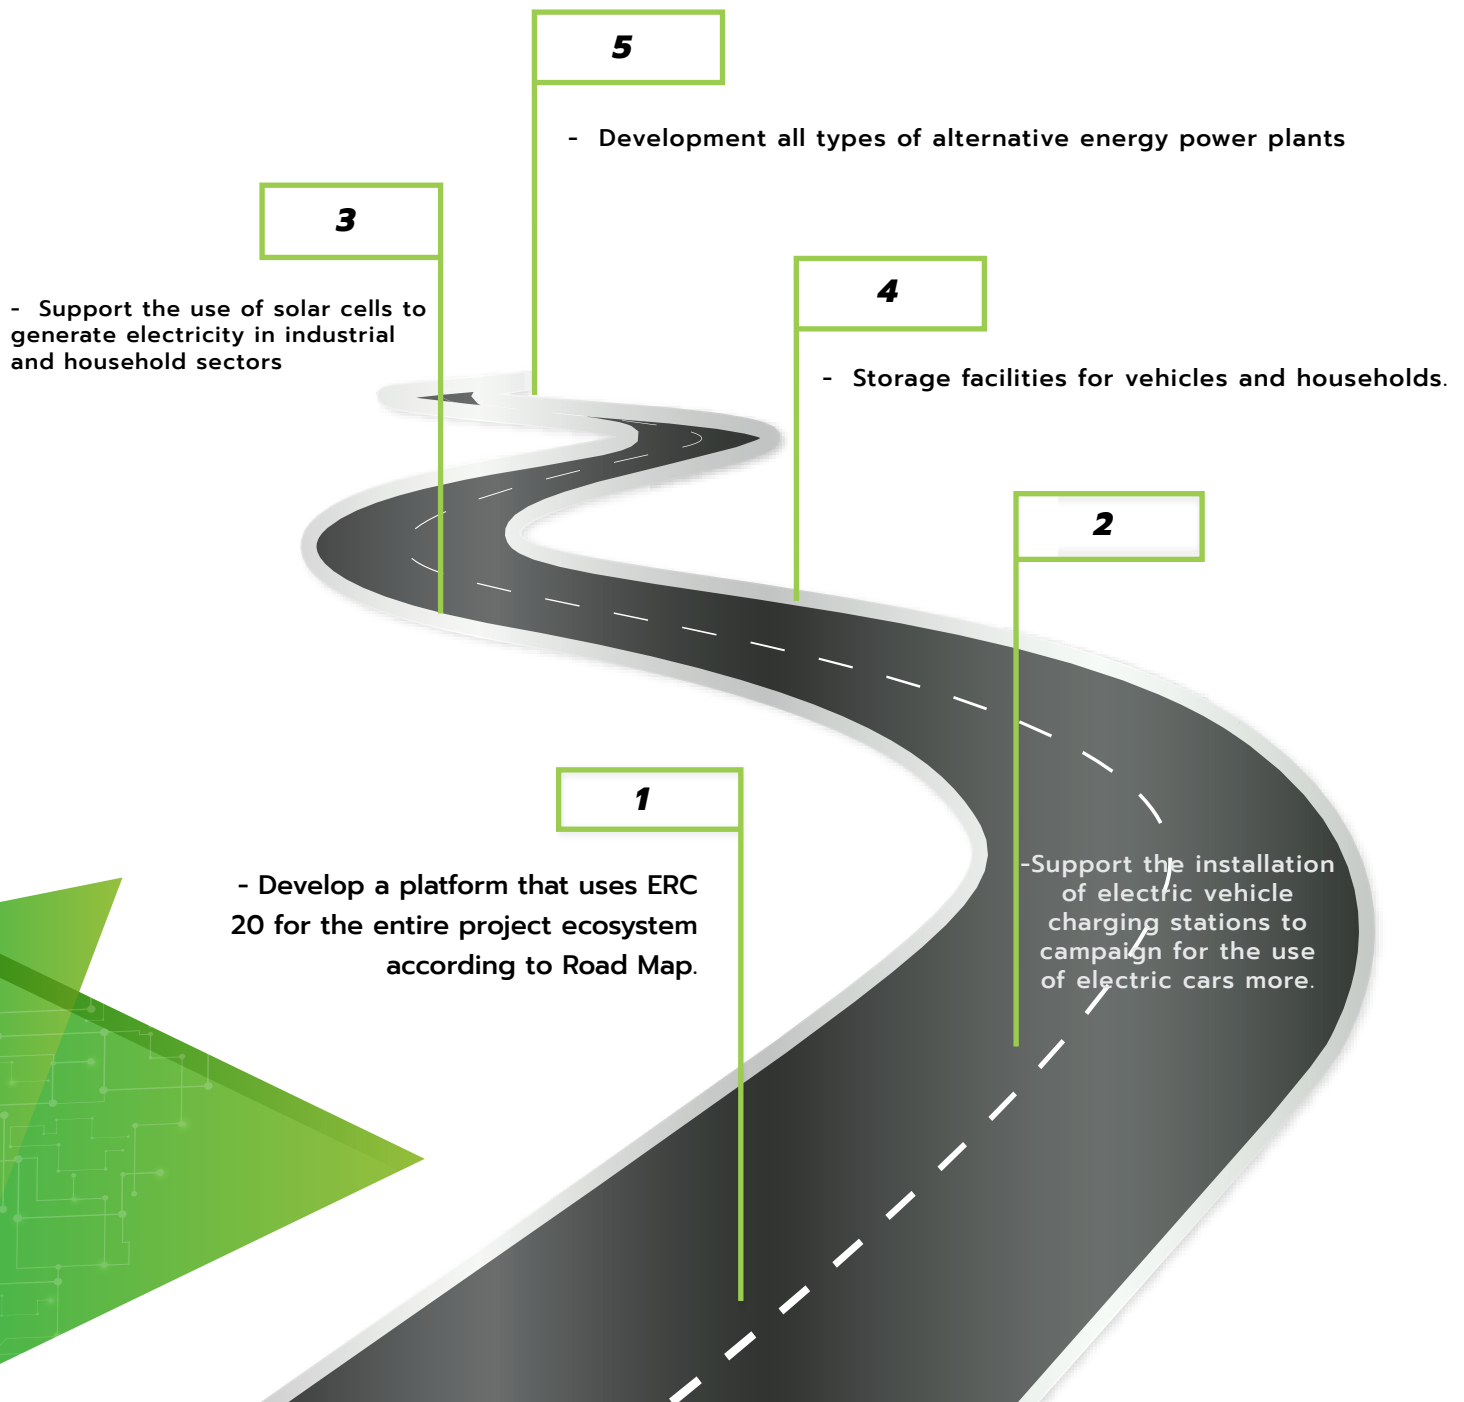 5
- Development all types of alternative energy power plants
3
- Support the use of solar cells to
generate electricity in industrial
and household sectors
4
- Storage facilities for vehicles and households.
2
-Support the installation
of electric vehicle
charging stations to
campaign for the use
of electric cars more.
1
- Develop a platform that uses ERC
20 for the entire project ecosystem
according to Road Map.